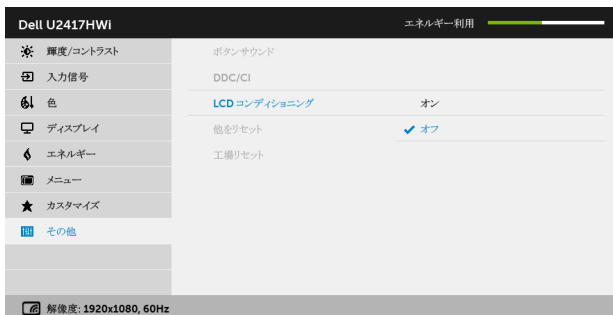 Dell U2417HWi エネルギー利用
輝度/コントラスト ボタンサウンド
入力信号 DDC/CI
色 LCD コンディショニング オン
ディスプレイ 他をリセット オフ
エネルギー 工場リセット
メニュー
カスタマイズ
その他
解像度: 1920x1080, 60Hz